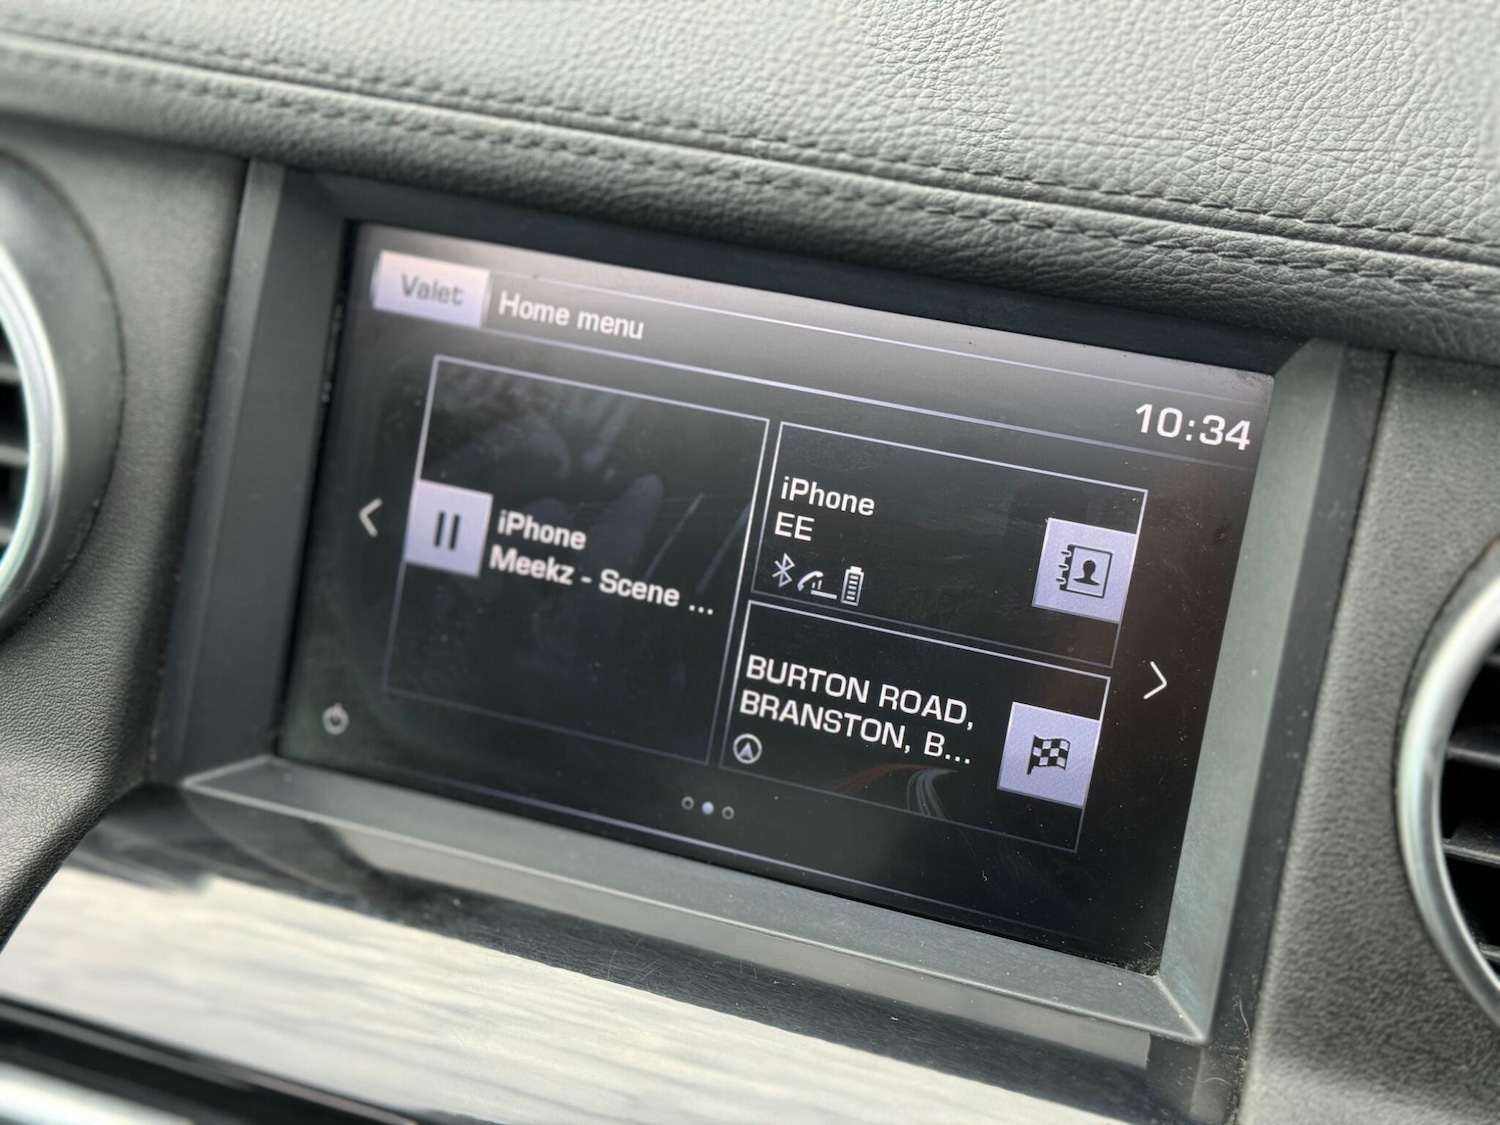 Valet
Home menu
10:34
iPhone
Meekz - Scene ...
iPhone
EE
BURTON ROAD,
BRANSTON, B...